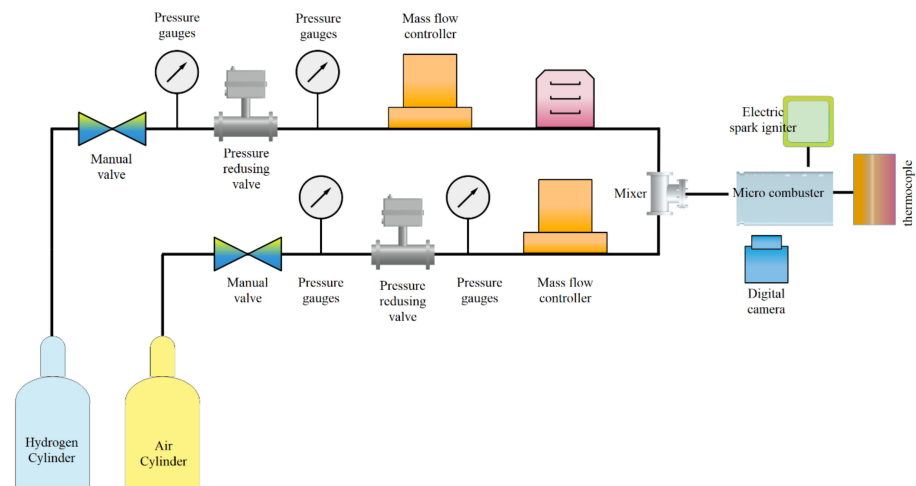 Pressure
gauges
Pressure
gauges
Mass flow
controller
Manual
valve
Pressure
redusing
valve
Electric
spark igniter
Mixer
Micro combuster
thermocople
Manual
valve
Pressure
gauges
Pressure
redusing
valve
Pressure
gauges
Mass flow
controller
Digital
camera
Hydrogen
Cylinder
Air
Cylinder